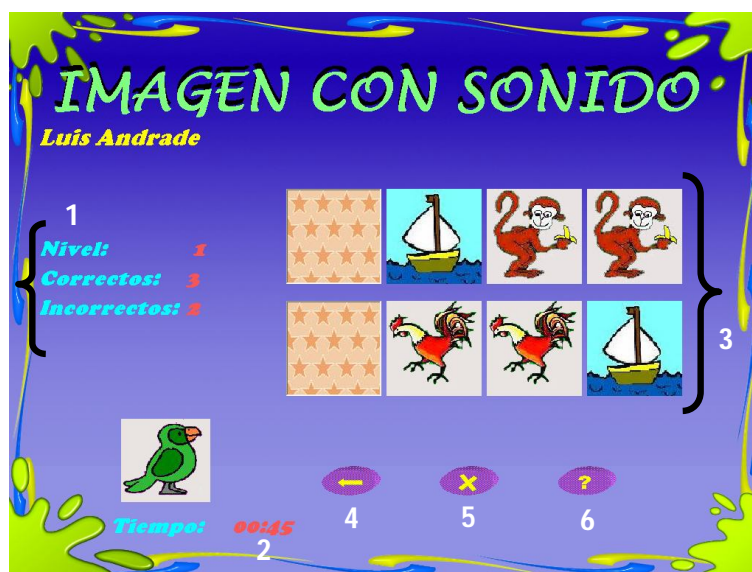 IMAGEN CON SONIDO
Luis Andrade
1
Nivel: 1
Correctos: 3
Incorrectos: 2
3
?
4
5
6
Tiempo: 00:45
2